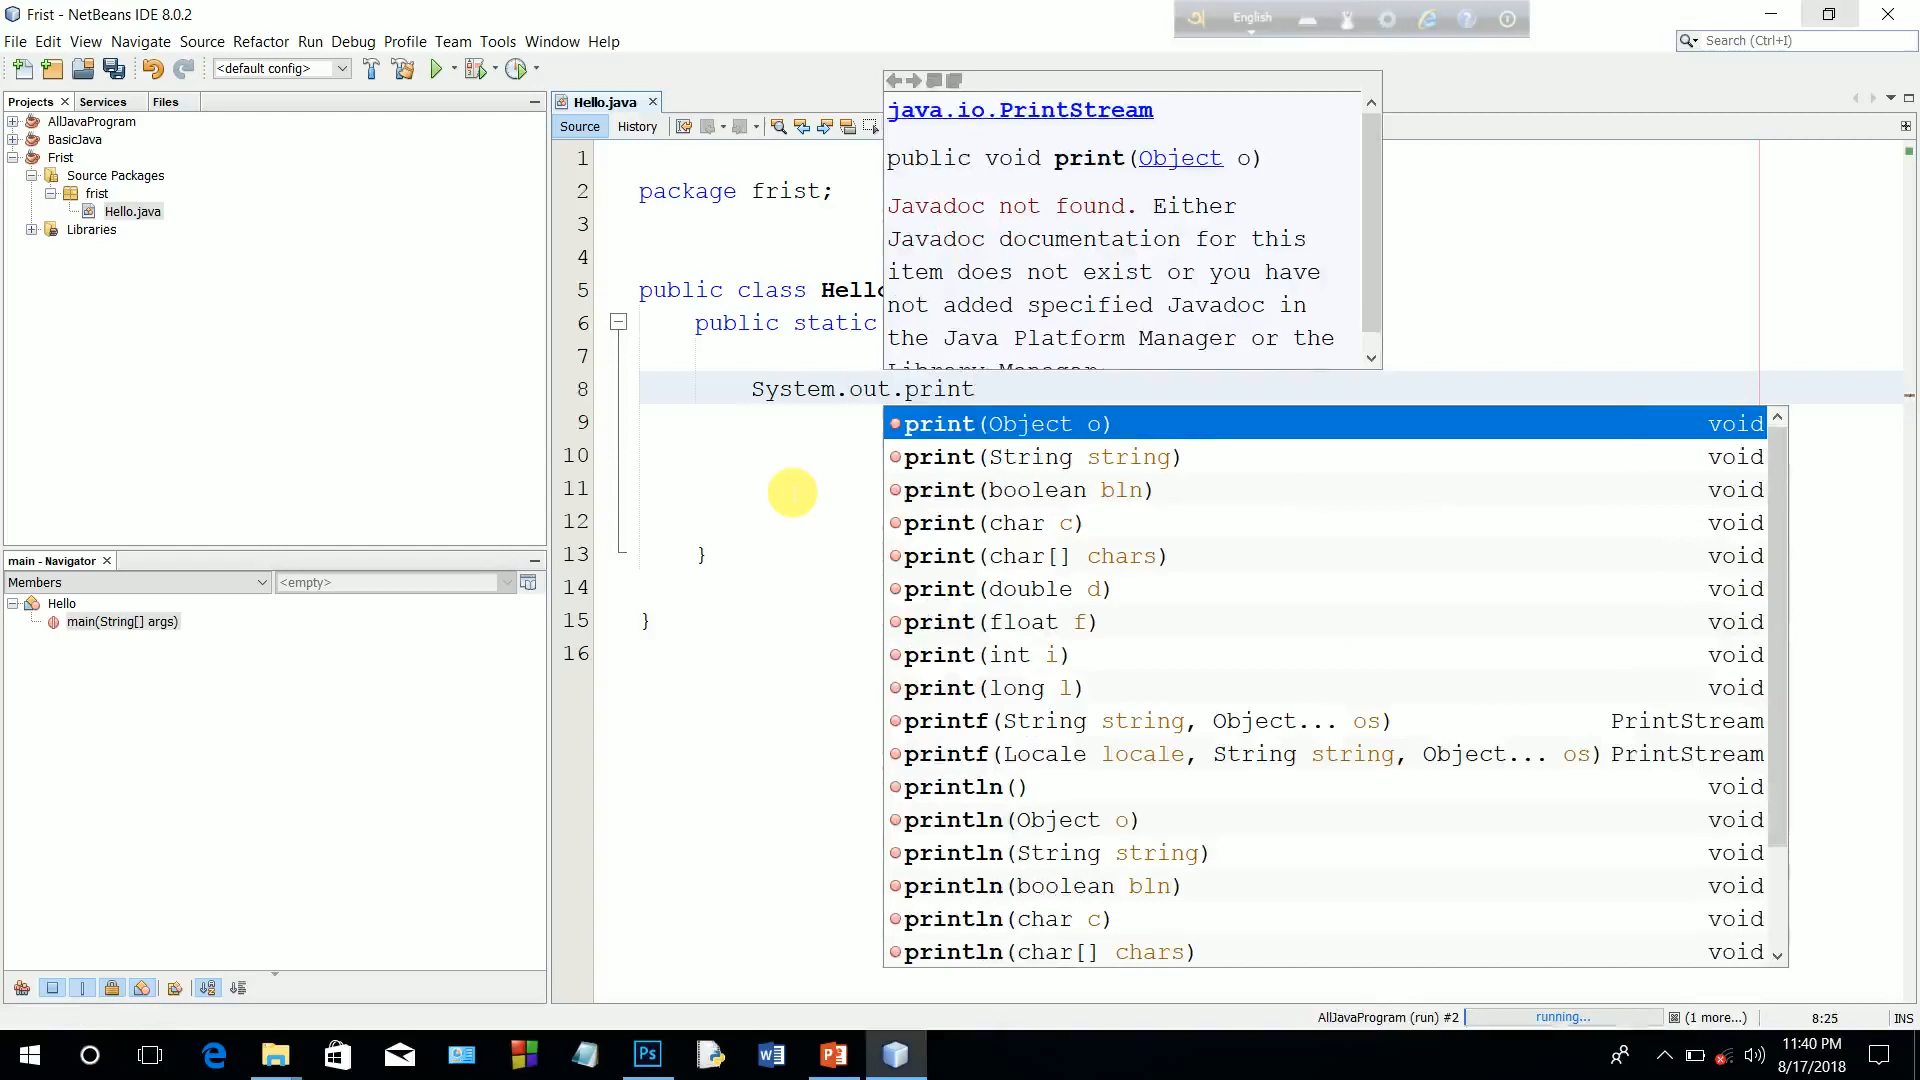 Frist - NetBeans IDE 8.0.2
English
File Edit View Navigate Source Refactor Run Debug Profile Team Tools Window Help
Search (Ctrl+I)
<default config>
Projects Services Files
AllJavaProgram
BasicJava
Frist
Source Packages
frist
Hello.java
Libraries
main - Navigator
Members <empty>
Hello
main(String[] args)
Hello.java
Source History
java.io.PrintStream
public void print(Object o)
Javadoc not found. Either
Javadoc documentation for this
item does not exist or you have
not added specified Javadoc in
the Java Platform Manager or the
Library Manager.
1
2 package frist;
3
4
5 public class Hello
6 public static
7
8 System.out.print
9
10
11
12
13 }
14
15 }
16
print(Object o) void
print(String string) void
print(boolean bln) void
print(char c) void
print(char[] chars) void
print(double d) void
print(float f) void
print(int i) void
print(long l) void
printf(String string, Object... os) PrintStream
printf(Locale locale, String string, Object... os) PrintStream
println() void
println(Object o) void
println(String string) void
println(boolean bln) void
println(char c) void
println(char[] chars) void
AllJavaProgram (run) #2 running... (1 more...) 8:25 INS
11:40 PM
8/17/2018